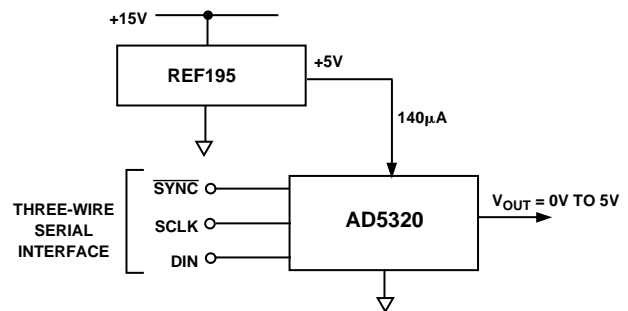 +15V
REF195
+5V
140μA
THREE-WIRE
SERIAL
INTERFACE
SYNC
SCLK
DIN
AD5320
VOUT = 0V TO 5V